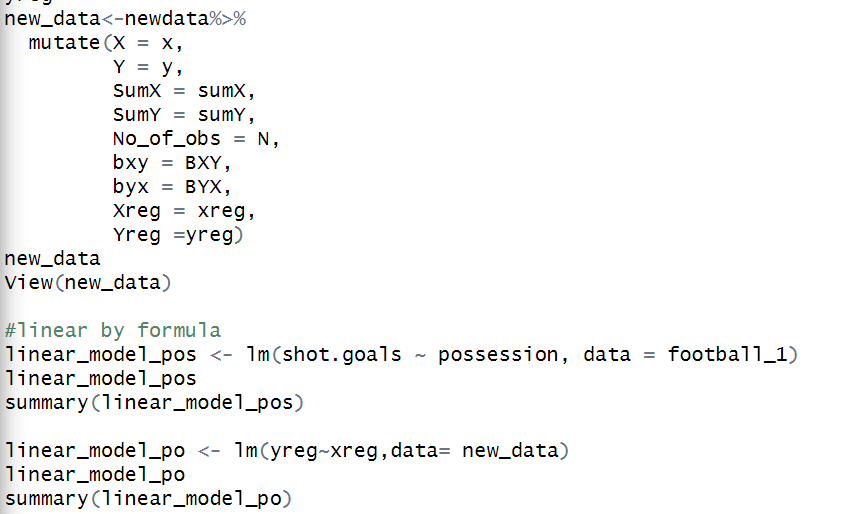 new_data<-newdata%>%
  mutate(X = x,
         Y = y,
         SumX = sumX,
         SumY = sumY,
         No_of_obs = N,
         bxy = BXY,
         byx = BYX,
         Xreg = xreg,
         Yreg =yreg)
new_data
View(new_data)

#linear by formula
linear_model_pos <- lm(shot.goals ~ possession, data = football_1)
linear_model_pos
summary(linear_model_pos)

linear_model_po <- lm(yreg~xreg,data= new_data)
linear_model_po
summary(linear_model_po)